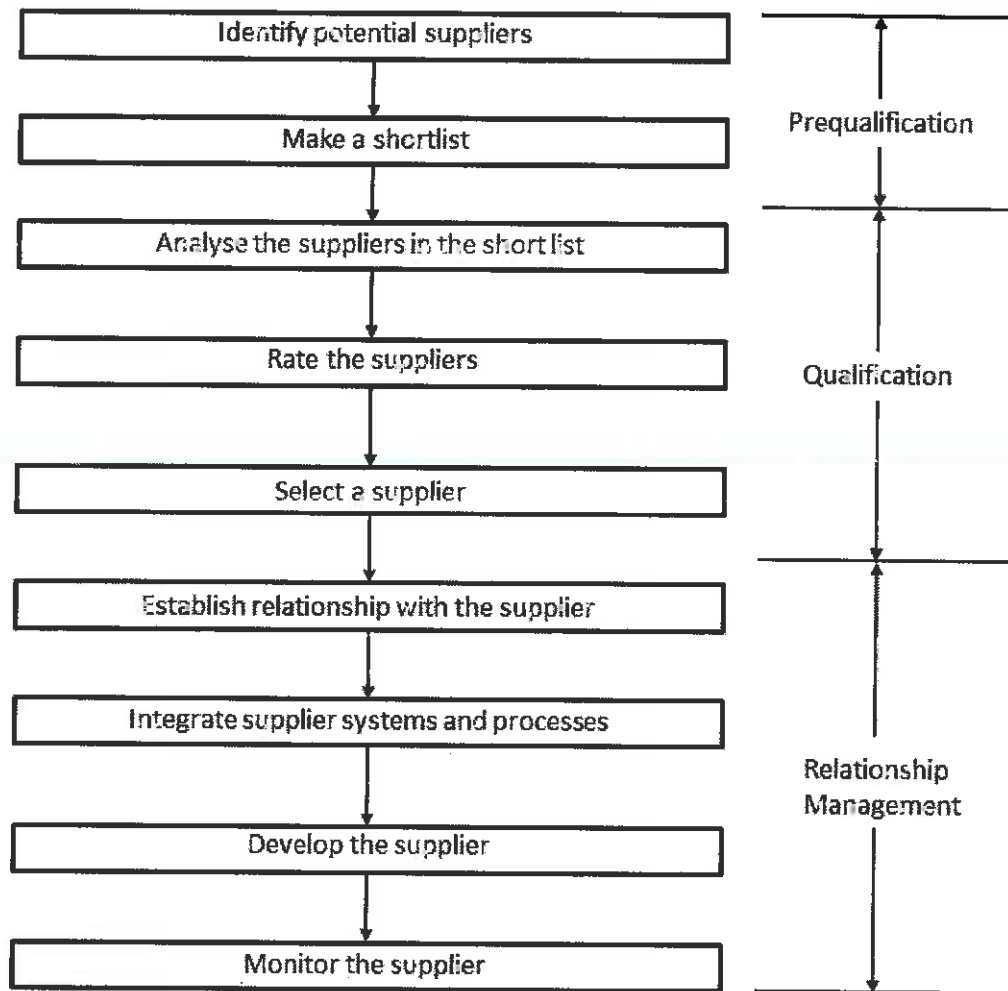 Identify potential suppliers
Make a shortlist
Prequalification
Analyse the suppliers in the short list
Rate the suppliers
Qualification
Select a supplier
Establish relationship with the supplier
Integrate supplier systems and processes
Relationship
Management
Develop the supplier
Monitor the supplier